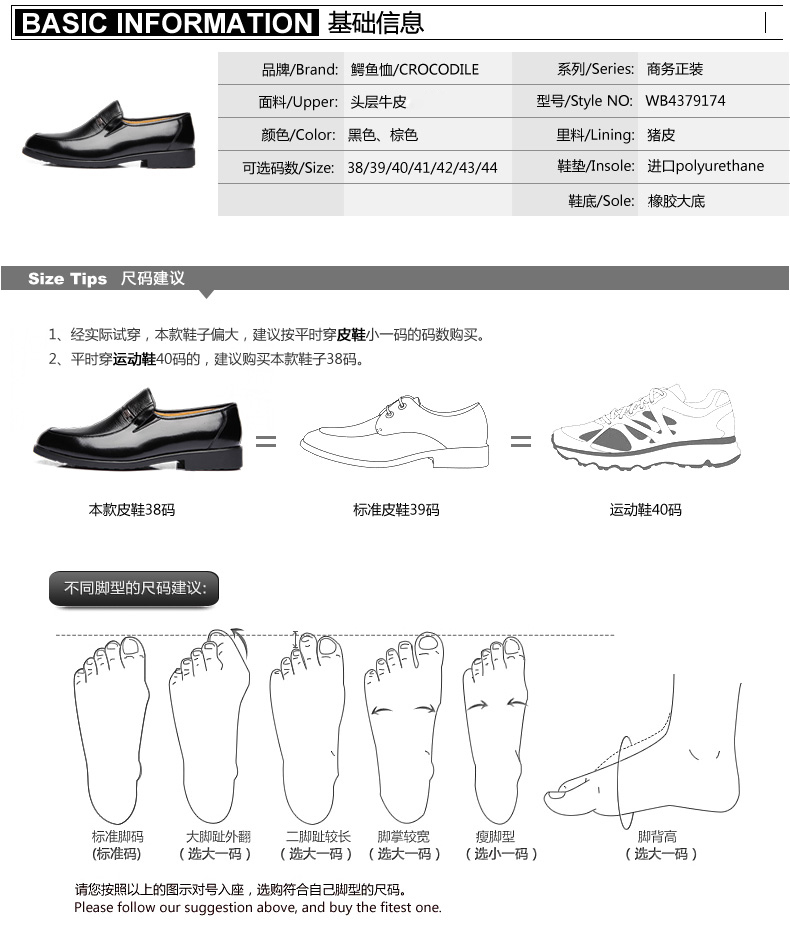 BASIC INFORMATION 基础信息
品牌/Brand: 鳄鱼恤/CROCODILE 系列/Series: 商务正装
面料/Upper: 头层牛皮 型号/Style NO: WB4379174
颜色/Color: 黑色、棕色 里料/Lining: 猪皮
可选码数/Size: 38/39/40/41/42/43/44 鞋垫/Insole: 进口polyurethane
鞋底/Sole: 橡胶大底
Size Tips 尺码建议
1、经实际试穿，本款鞋子偏大，建议按平时穿皮鞋小一码的码数购买。
2、平时穿运动鞋40码的，建议购买本款鞋子38码。
本款皮鞋38码 标准皮鞋39码 运动鞋40码
不同脚型的尺码建议:
标准脚码 大脚趾外翻 二脚趾较长 脚掌较宽 瘦脚型 脚背高
(标准码) （选大一码） （选大一码） （选大一码） （选小一码） （选大一码）
请您按照以上的图示对号入座，选购符合自己脚型的尺码。
Please follow our suggestion above, and buy the fitest one.